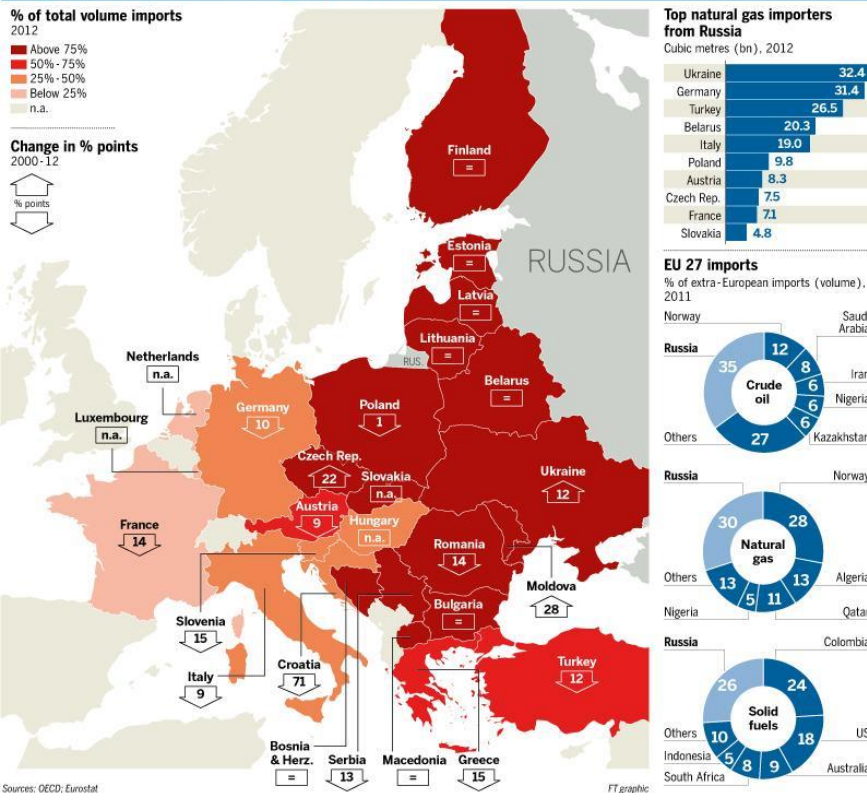 % of total volume imports
2012
Above 75%
50%-75%
25%-50%
Below 25%
n.a.
Change in % points
2000-12
% points
Finland
=
Estonia
=
Latvia
=
Lithuania
=
RUSSIA
RUS.
Belarus
=
Netherlands
n.a.
Luxembourg
n.a.
Germany
10
Poland
1
Czech Rep.
22
Slovakia
n.a.
Ukraine
12
Austria
9
Hungary
n.a.
France
14
Romania
14
Moldova
28
Bulgaria
=
Slovenia
15
Italy
9
Croatia
71
Turkey
12
Bosnia
& Herz.
=
Serbia
13
Macedonia
=
Greece
15
Sources: OECD; Eurostat
FT graphic
Top natural gas importers
from Russia
Cubic metres (bn), 2012
Ukraine 32.4
Germany 31.4
Turkey 26.5
Belarus 20.3
Italy 19.0
Poland 9.8
Austria 8.3
Czech Rep. 7.5
France 7.1
Slovakia 4.8
EU 27 imports
% of extra-European imports (volume),
2011
Crude
oil
Norway
12
Saud
Arabia
8
Iran
6
Nigeria
6
Kazakhstan
6
Others
27
Russia
35
Natural
gas
Norway
28
Algeria
13
Qatar
11
Nigeria
5
Others
13
Russia
30
Solid
fuels
Colombia
24
US
18
Australia
9
South Africa
8
Indonesia
5
Others
10
Russia
26